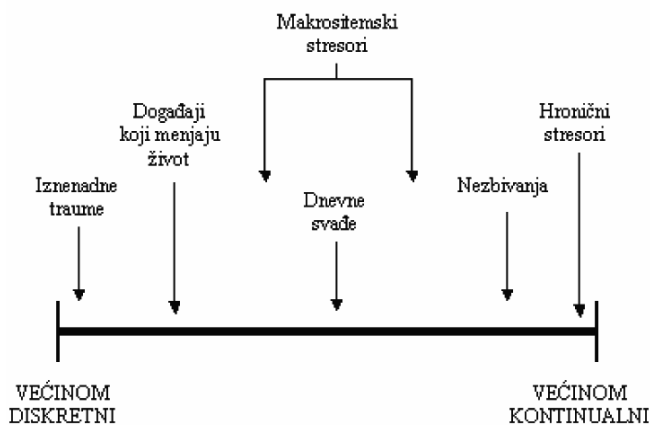 Makrositemski
stresori
Događaji
koji menjaju
život
Hronični
stresori
Iznenadne
traume
Dnevne
svađe
Nezbivanja
VEĆINOM
DISKRETNI
VEĆINOM
KONTINUALNI